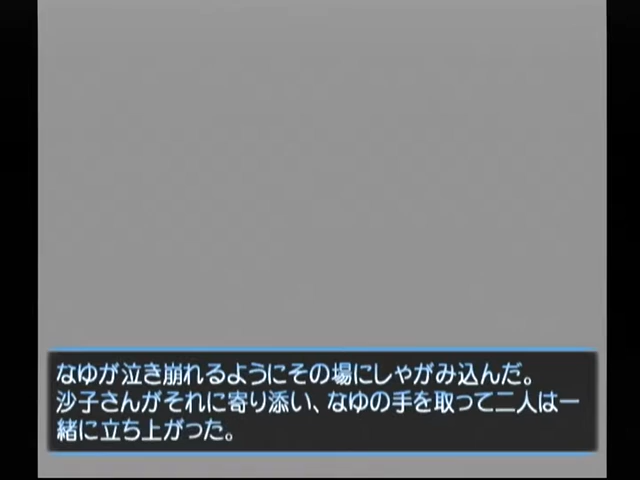 なゆが泣き崩れるようにその場にしゃがみ込んだ。
沙子さんがそれに寄り添い、なゆの手を取って二人は一
緒に立ち上がった。